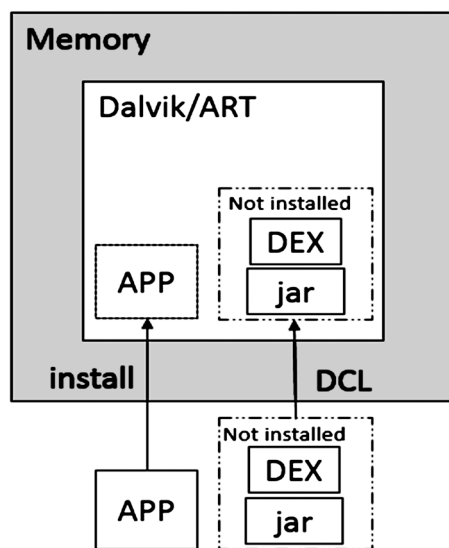 Memory
Dalvik/ART
Not installed
DEX
APP
jar
install
DCL
Not installed
DEX
APP
jar